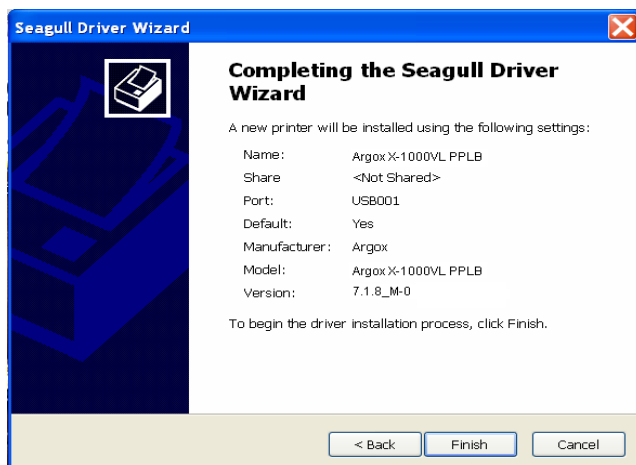 Seagull Driver Wizard
Completing the Seagull Driver
Wizard
A new printer will be installed using the following settings:
Name: Argox X-1000VL PPLB
Share <Not Shared>
Port: USB001
Default: Yes
Manufacturer: Argox
Model: Argox X-1000VL PPLB
Version: 7.1.8_M-0
To begin the driver installation process, click Finish.
< Back Finish Cancel